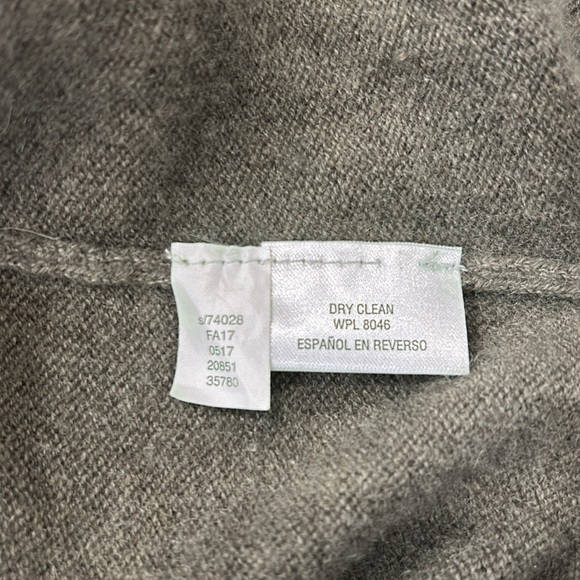 s/74028
FA17
0517
20851
35780
DRY CLEAN
WPL 8046
ESPAÑOL EN REVERSO